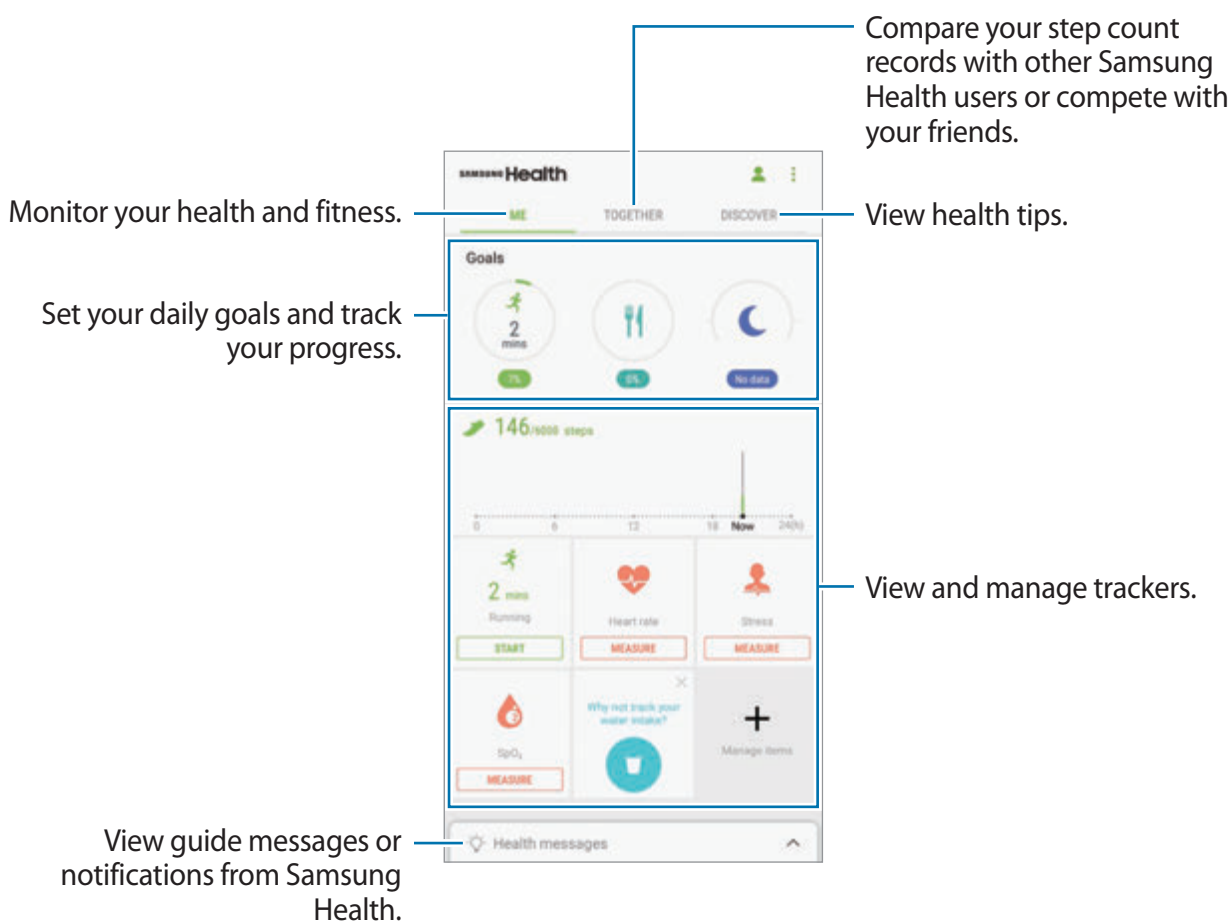 Compare your step count
records with other Samsung
Health users or compete with
your friends.
SAMSUNG Health
Monitor your health and fitness.
ME
TOGETHER
DISCOVER
View health tips.
Goals
Set your daily goals and track
your progress.
2
mins
7%
0%
No data
146/6000 steps
0 6 12 18 Now 24(h)
View and manage trackers.
2 mins
Running
Heart rate
Stress
START
MEASURE
MEASURE
Why not track your
water intake?
SpO₂
Manage items
MEASURE
View guide messages or
notifications from Samsung
Health.
Health messages